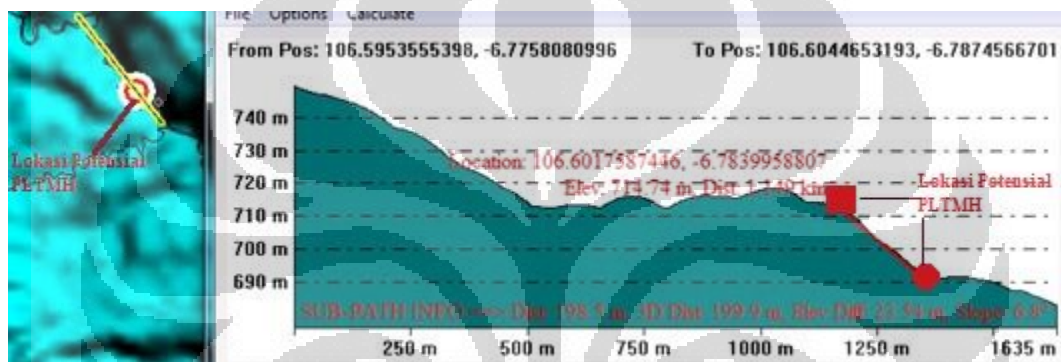 File Options Calculate
From Pos: 106.5953555398, -6.7758080996 To Pos: 106.6044653193, -6.7874566701
740 m
730 m
720 m
710 m
700 m
690 m
Lokasi Potensial
PLTMH
Location: 106.6017587446, -6.7839958807
Elev: 714.74 m, Dist: 1.149 km
Lokasi Potensial
PLTMH
SUB-PATH INFO ==> Dist: 198.5 m, 3D Dist: 199.9 m, Elev Diff: 23.54 m, Slope: 6.8°
250 m 500 m 750 m 1000 m 1250 m 1635 m